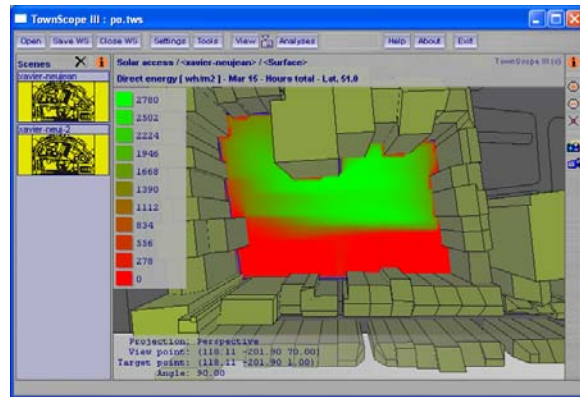 TownScope III : po.tws
Open Save WS Close WS Settings Tools View Analyses Help About Exit
Scenes
xavier-neujean
xavier-neuj-2
Solar access / <xavier-neujean> / <Surface>
TownScope III (c)
Direct energy [ wh/m2 ] - Mar 15 - Hours total - Lat. 51.0
2780
2502
2224
1946
1668
1390
1112
834
556
278
0
Projection: Perspective
View point: (118.11 -201.90 70.00)
Target point: (118.11 -201.90 1.00)
Angle: 90.00